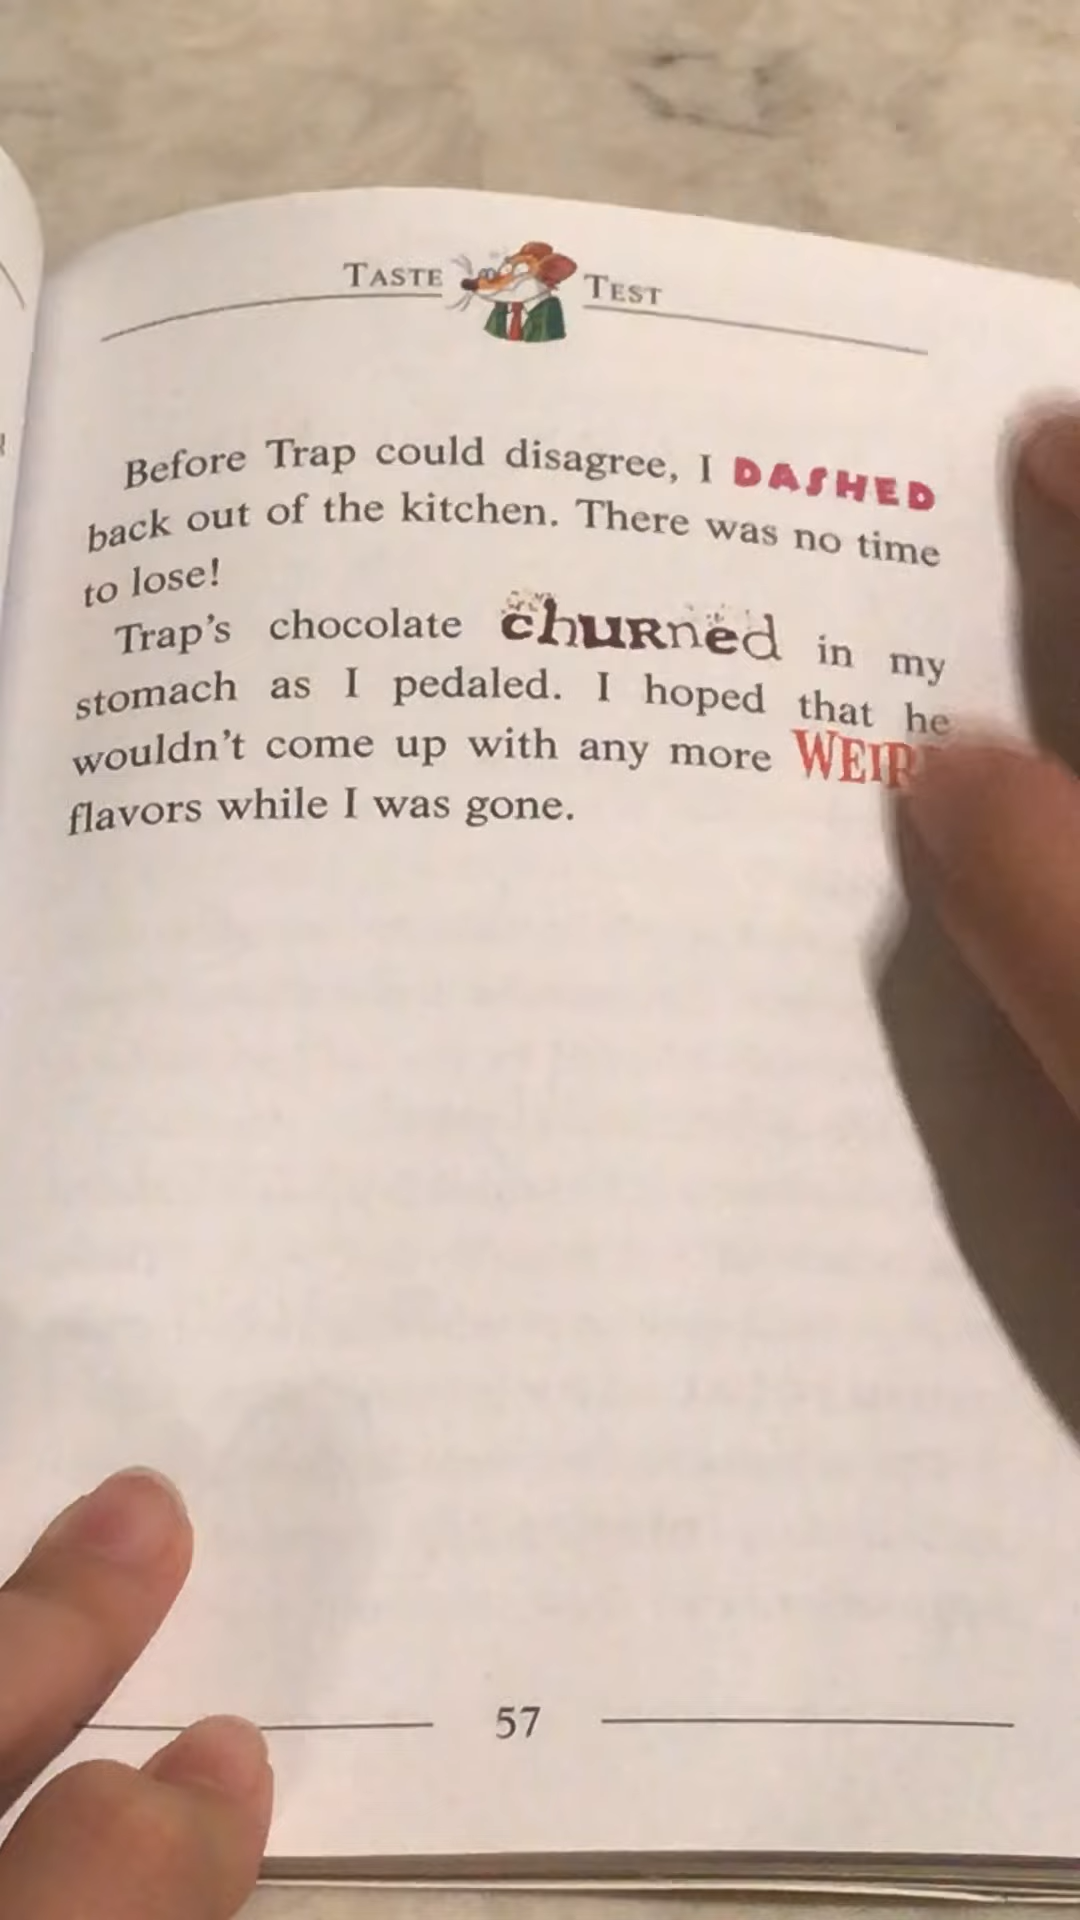 TASTE TEST
Before Trap could disagree, I DASHED
back out of the kitchen. There was no time
to lose!
Trap's chocolate chuRned in my
stomach as I pedaled. I hoped that he
wouldn't come up with any more
flavors while I was gone.
57